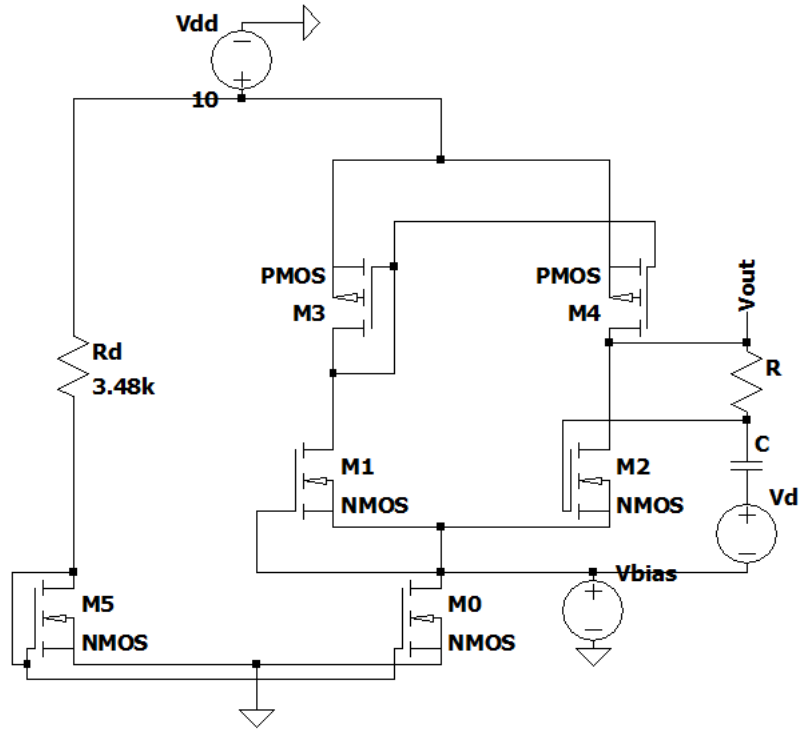 Vdd
10
PMOS
M3
PMOS
M4
Vout
Rd
3.48k
R
C
M1
NMOS
M2
NMOS
Vd
Vbias
M5
NMOS
M0
NMOS